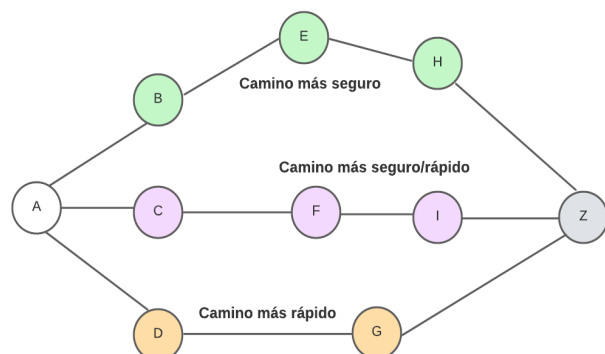 E
H
B
Camino más seguro
Camino más seguro/rápido
A
C
F
I
Z
Camino más rápido
D
G